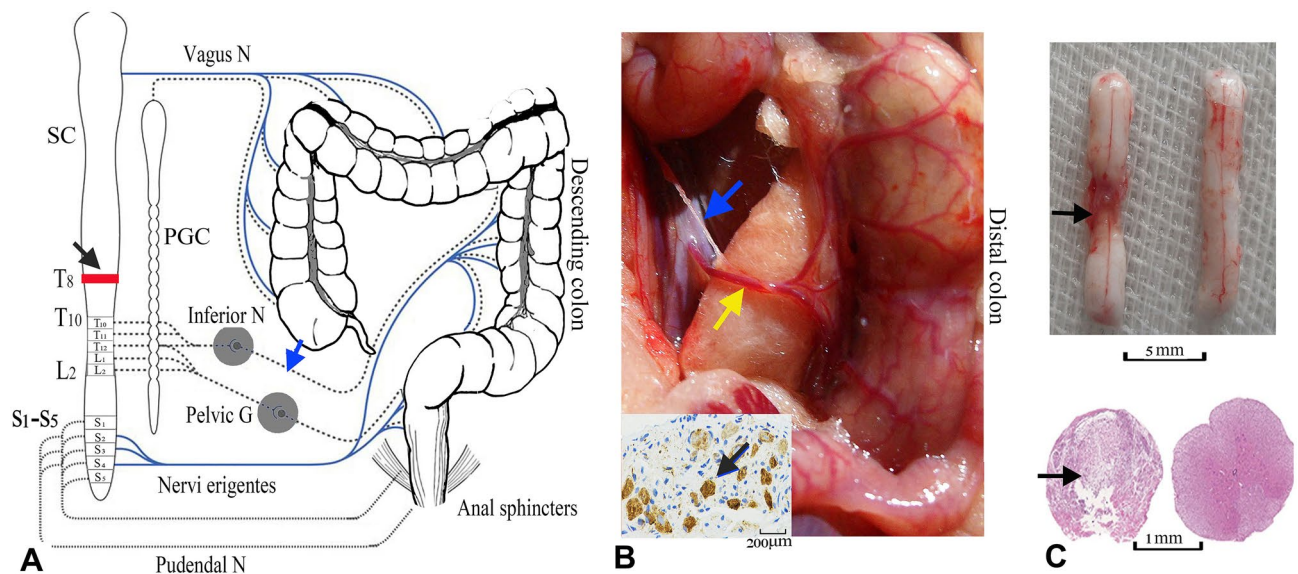 Vagus N
SC
PGC
T8
T10
T10
T11
T12
L1
L2
L2
Inferior N
Pelvic G
S1-S5
S1
S2
S3
S4
S5
Nervi erigentes
Anal sphincters
Pudendal N
Descending colon
A
Distal colon
200µm
B
5 mm
1 mm
C